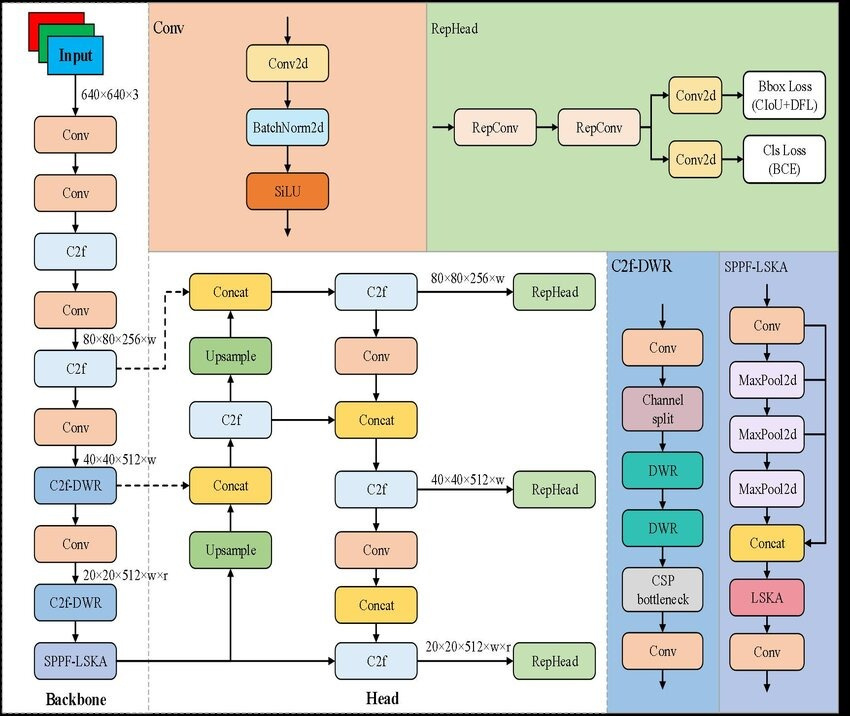 Input
640×640×3
Conv
Conv
C2f
Conv
80×80×256×w
C2f
Conv
40×40×512×w
C2f-DWR
Conv
20×20×512×w×r
C2f-DWR
SPPF-LSKA
Backbone
Conv
Conv2d
BatchNorm2d
SiLU
RepHead
RepConv
RepConv
Conv2d
Bbox Loss
(CIoU+DFL)
Conv2d
Cls Loss
(BCE)
Concat
Upsample
C2f
Concat
Upsample
C2f
Conv
Concat
C2f
Conv
Concat
C2f
80×80×256×w
RepHead
40×40×512×w
RepHead
20×20×512×w×r
RepHead
Head
C2f-DWR
Conv
Channel
split
DWR
DWR
CSP
bottleneck
Conv
SPPF-LSKA
Conv
MaxPool2d
MaxPool2d
MaxPool2d
Concat
LSKA
Conv